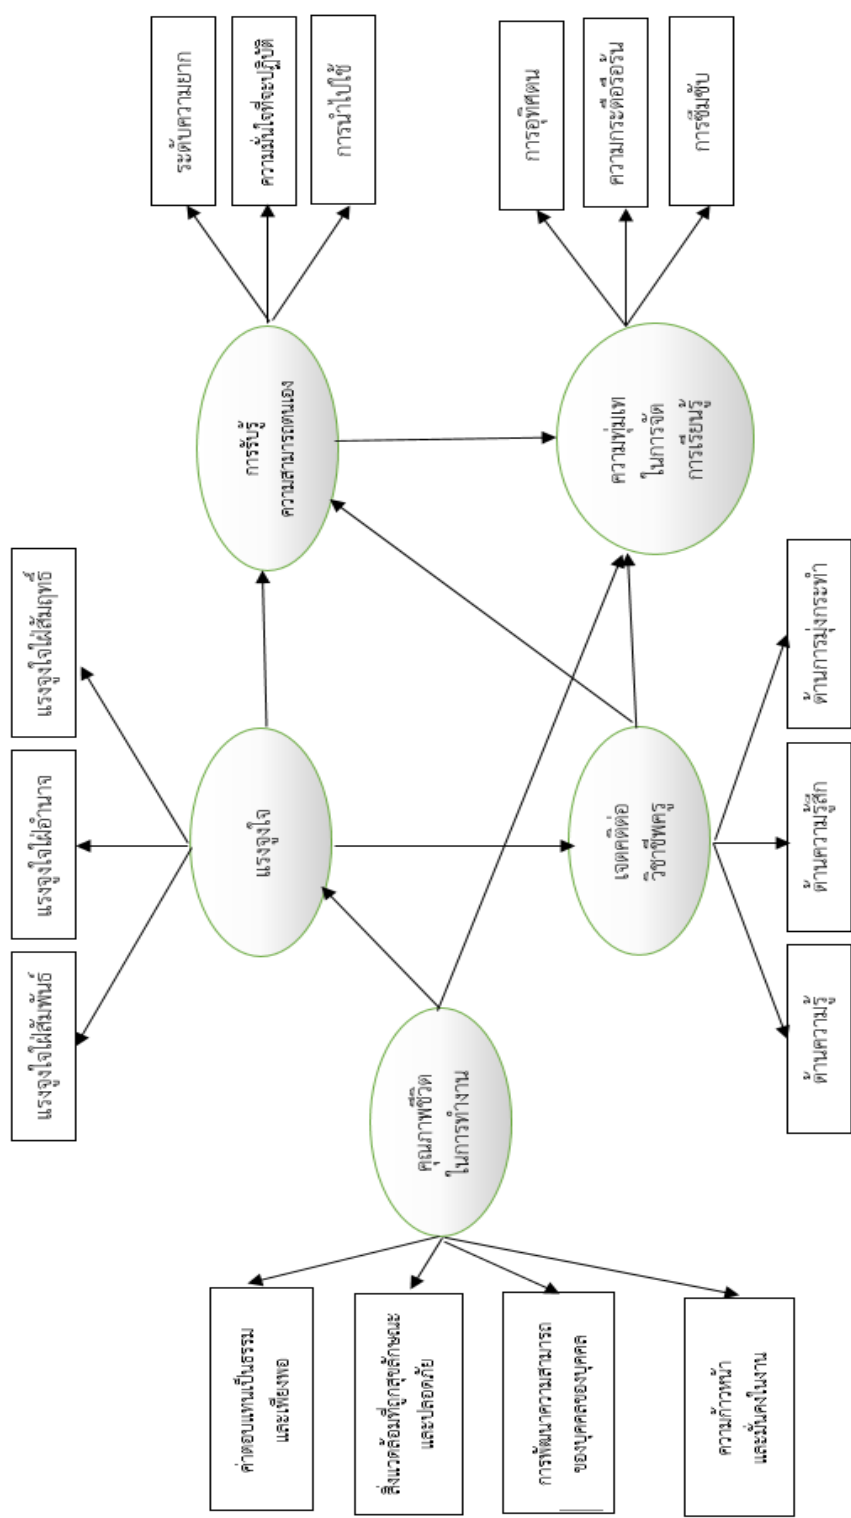 แรงจูงใจใฝ่สัมพันธ์
แรงจูงใจใฝ่อำนาจ
แรงจูงใจใฝ่สัมฤทธิ์
ระดับความยาก
ความมั่นใจที่จะปฏิบัติ
การนำไปใช้
ค่าตอบแทนเป็นธรรม
และเพียงพอ
แรงจูงใจ
การรับรู้
ความสามารถตนเอง
สิ่งแวดล้อมที่ถูกสุขลักษณะ
และปลอดภัย
คุณภาพชีวิต
ในการทำงาน
การพัฒนาความสามารถ
ของบุคคลของบุคคล
เจตคติต่อ
วิชาชีพครู
ความทุ่มเท
ในการจัด
การเรียนรู้
การอุทิศตน
ความกระตือรือร้น
การซึมซับ
ความก้าวหน้า
และมั่นคงในงาน
ด้านความรู้
ด้านความรู้สึก
ด้านการมุ่งกระทำ